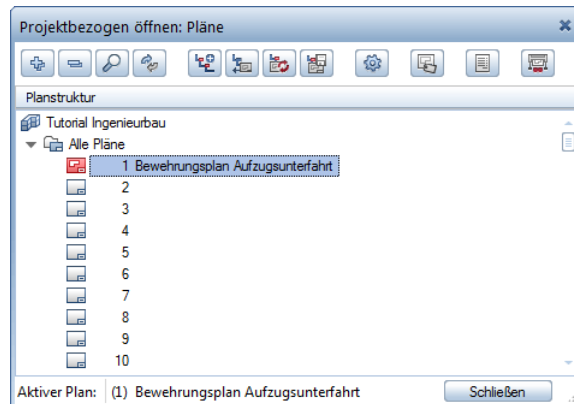 Projektbezogen öffnen: Pläne
Planstruktur
Tutorial Ingenieurbau
Alle Pläne
1 Bewehrungsplan Aufzugsunterfahrt
2
3
4
5
6
7
8
9
10
Aktiver Plan: (1) Bewehrungsplan Aufzugsunterfahrt Schließen